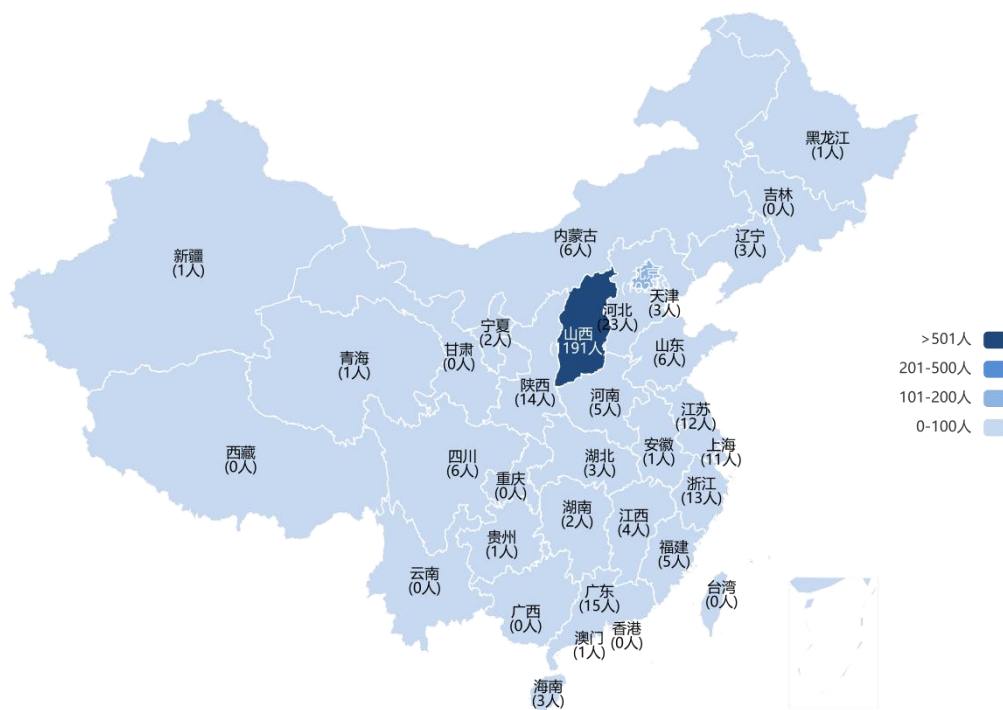 黑龙江
(1人)
吉林
(0人)
辽宁
(3人)
内蒙古
(6人)
新疆
(1人)
北京
天津
(3人)
河北
(23人)
山西
(1191人)
宁夏
(2人)
甘肃
(0人)
青海
(1人)
山东
(6人)
陕西
(14人)
河南
(5人)
江苏
(12人)
安徽
(1人)
上海
(11人)
西藏
(0人)
四川
(6人)
重庆
(0人)
湖北
(3人)
浙江
(13人)
湖南
(2人)
江西
(4人)
贵州
(1人)
福建
(5人)
云南
(0人)
广西
(0人)
广东
(15人)
台湾
(0人)
香港
(0人)
澳门
(1人)
海南
(3人)
>501人
201-500人
101-200人
0-100人